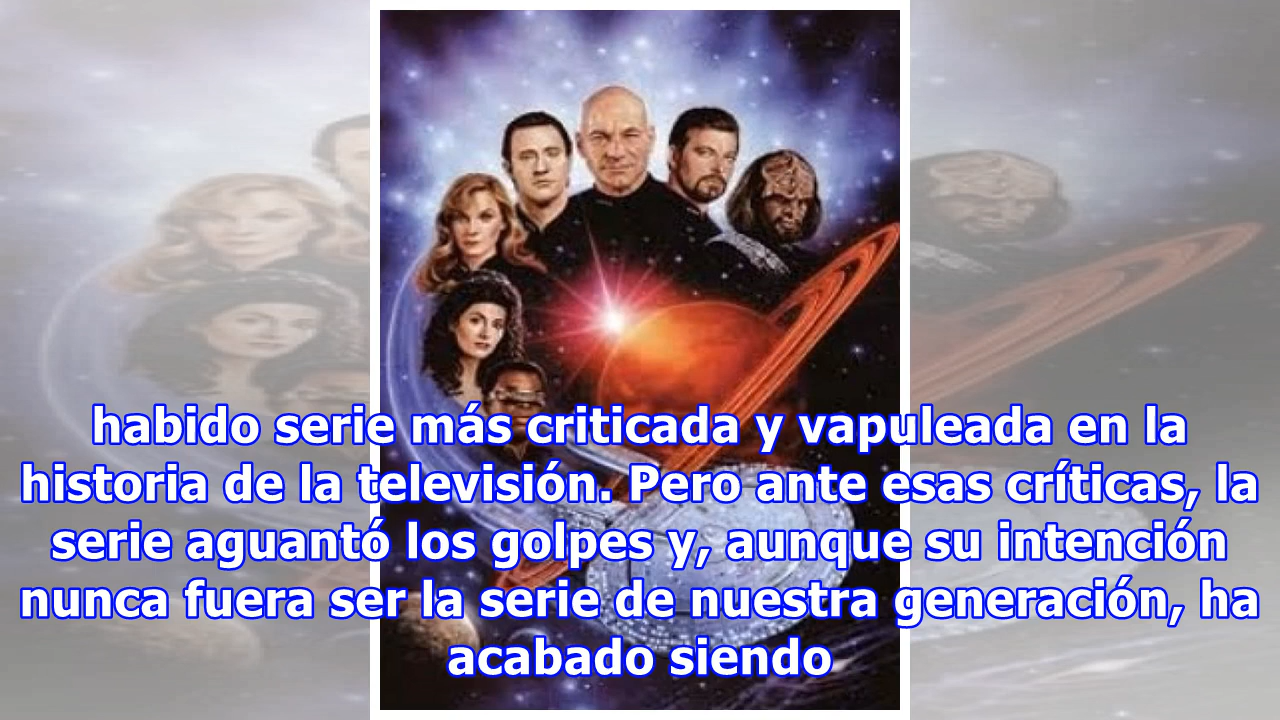 habido serie más criticada y vapuleada en la
historia de la televisión. Pero ante esas críticas, la
serie aguantó los golpes y, aunque su intención
nunca fuera ser la serie de nuestra generación, ha
acabado siendo